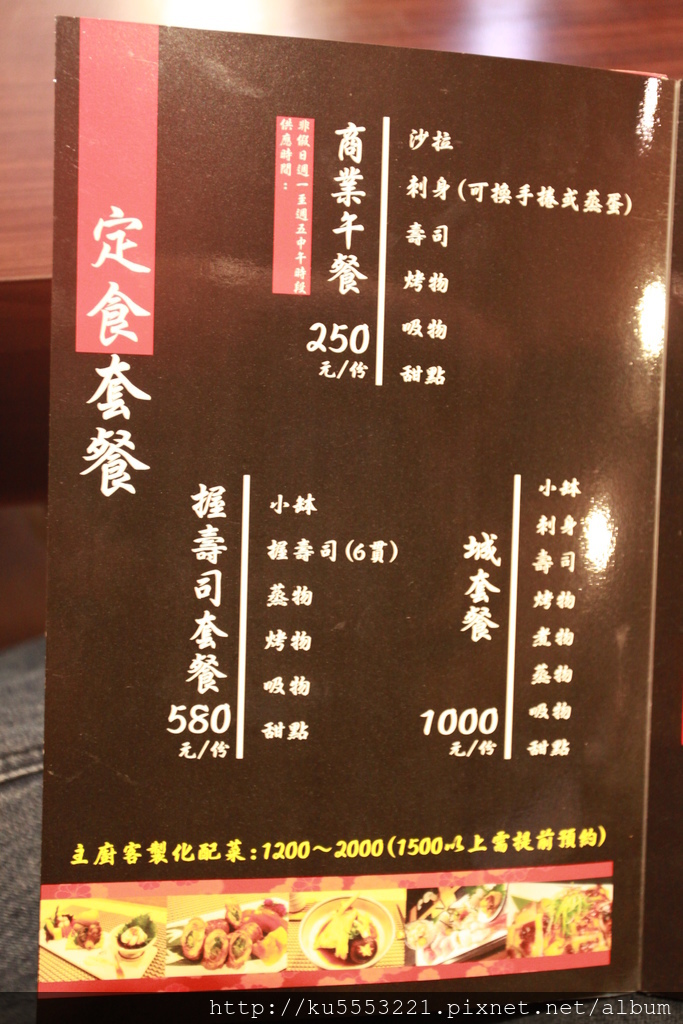 定食套餐
商業午餐
供應時間：
非假日週一至週五中午時段
250
元/份
沙拉
刺身(可換手捲或蒸蛋)
壽司
烤物
吸物
甜點
握壽司套餐
580
元/份
小缽
握壽司(6貫)
蒸物
烤物
吸物
甜點
城套餐
1000
元/份
小缽
刺身
壽司
烤物
煮物
蒸物
吸物
甜點
主廚客製化配菜:1200~2000(1500以上需提前預約)
http://ku5553221.pixnet.net/album